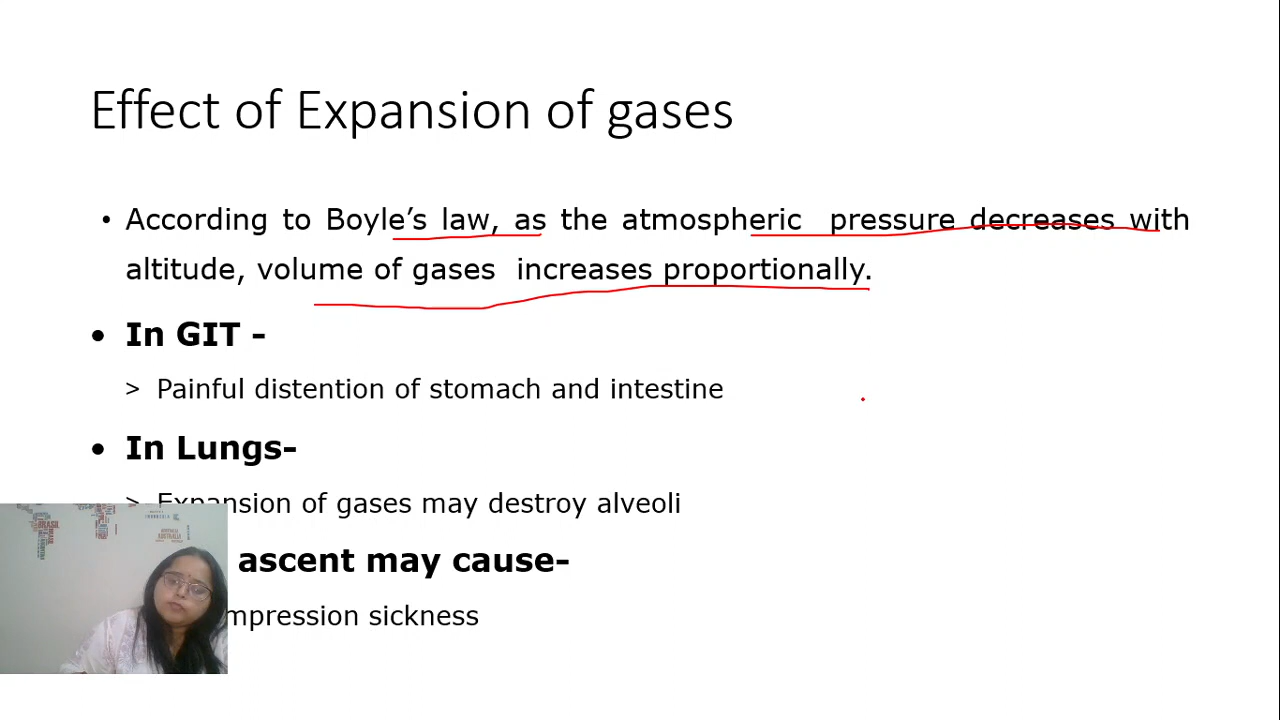 Effect of Expansion of gases
• According to Boyle’s law, as the atmospheric pressure decreases with
altitude, volume of gases increases proportionally.
• In GIT -
> Painful distention of stomach and intestine
• In Lungs-
> Expansion of gases may destroy alveoli
ascent may cause-
mpression sickness
BRASIL